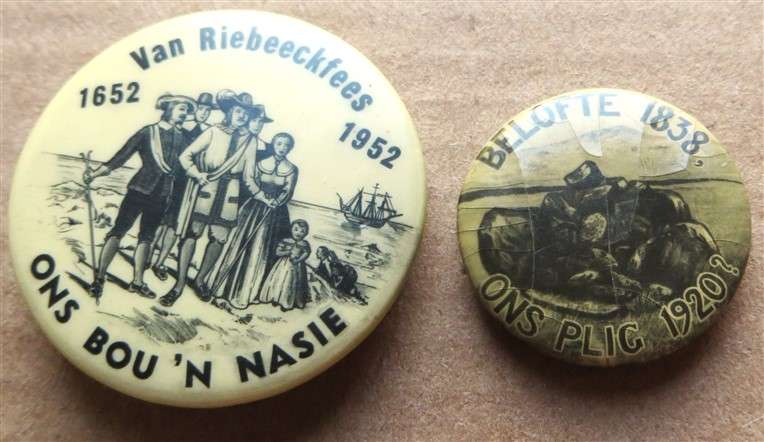 Van Riebeeckfees
1652 1952
ONS BOU 'N NASIE
BELOFTE 1838,
ONS PLIG 1920?